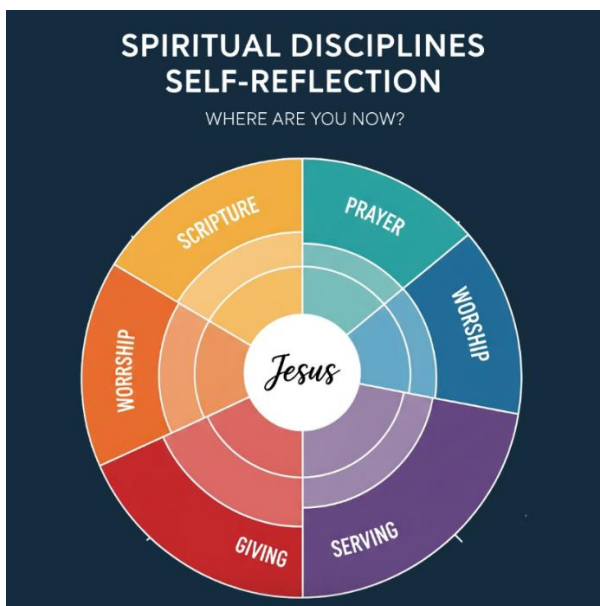 SPIRITUAL DISCIPLINES
SELF-REFLECTION
WHERE ARE YOU NOW?
SCRIPTURE
PRAYER
WORRSHIP
WORSHIP
Jesus
GIVING
SERVING